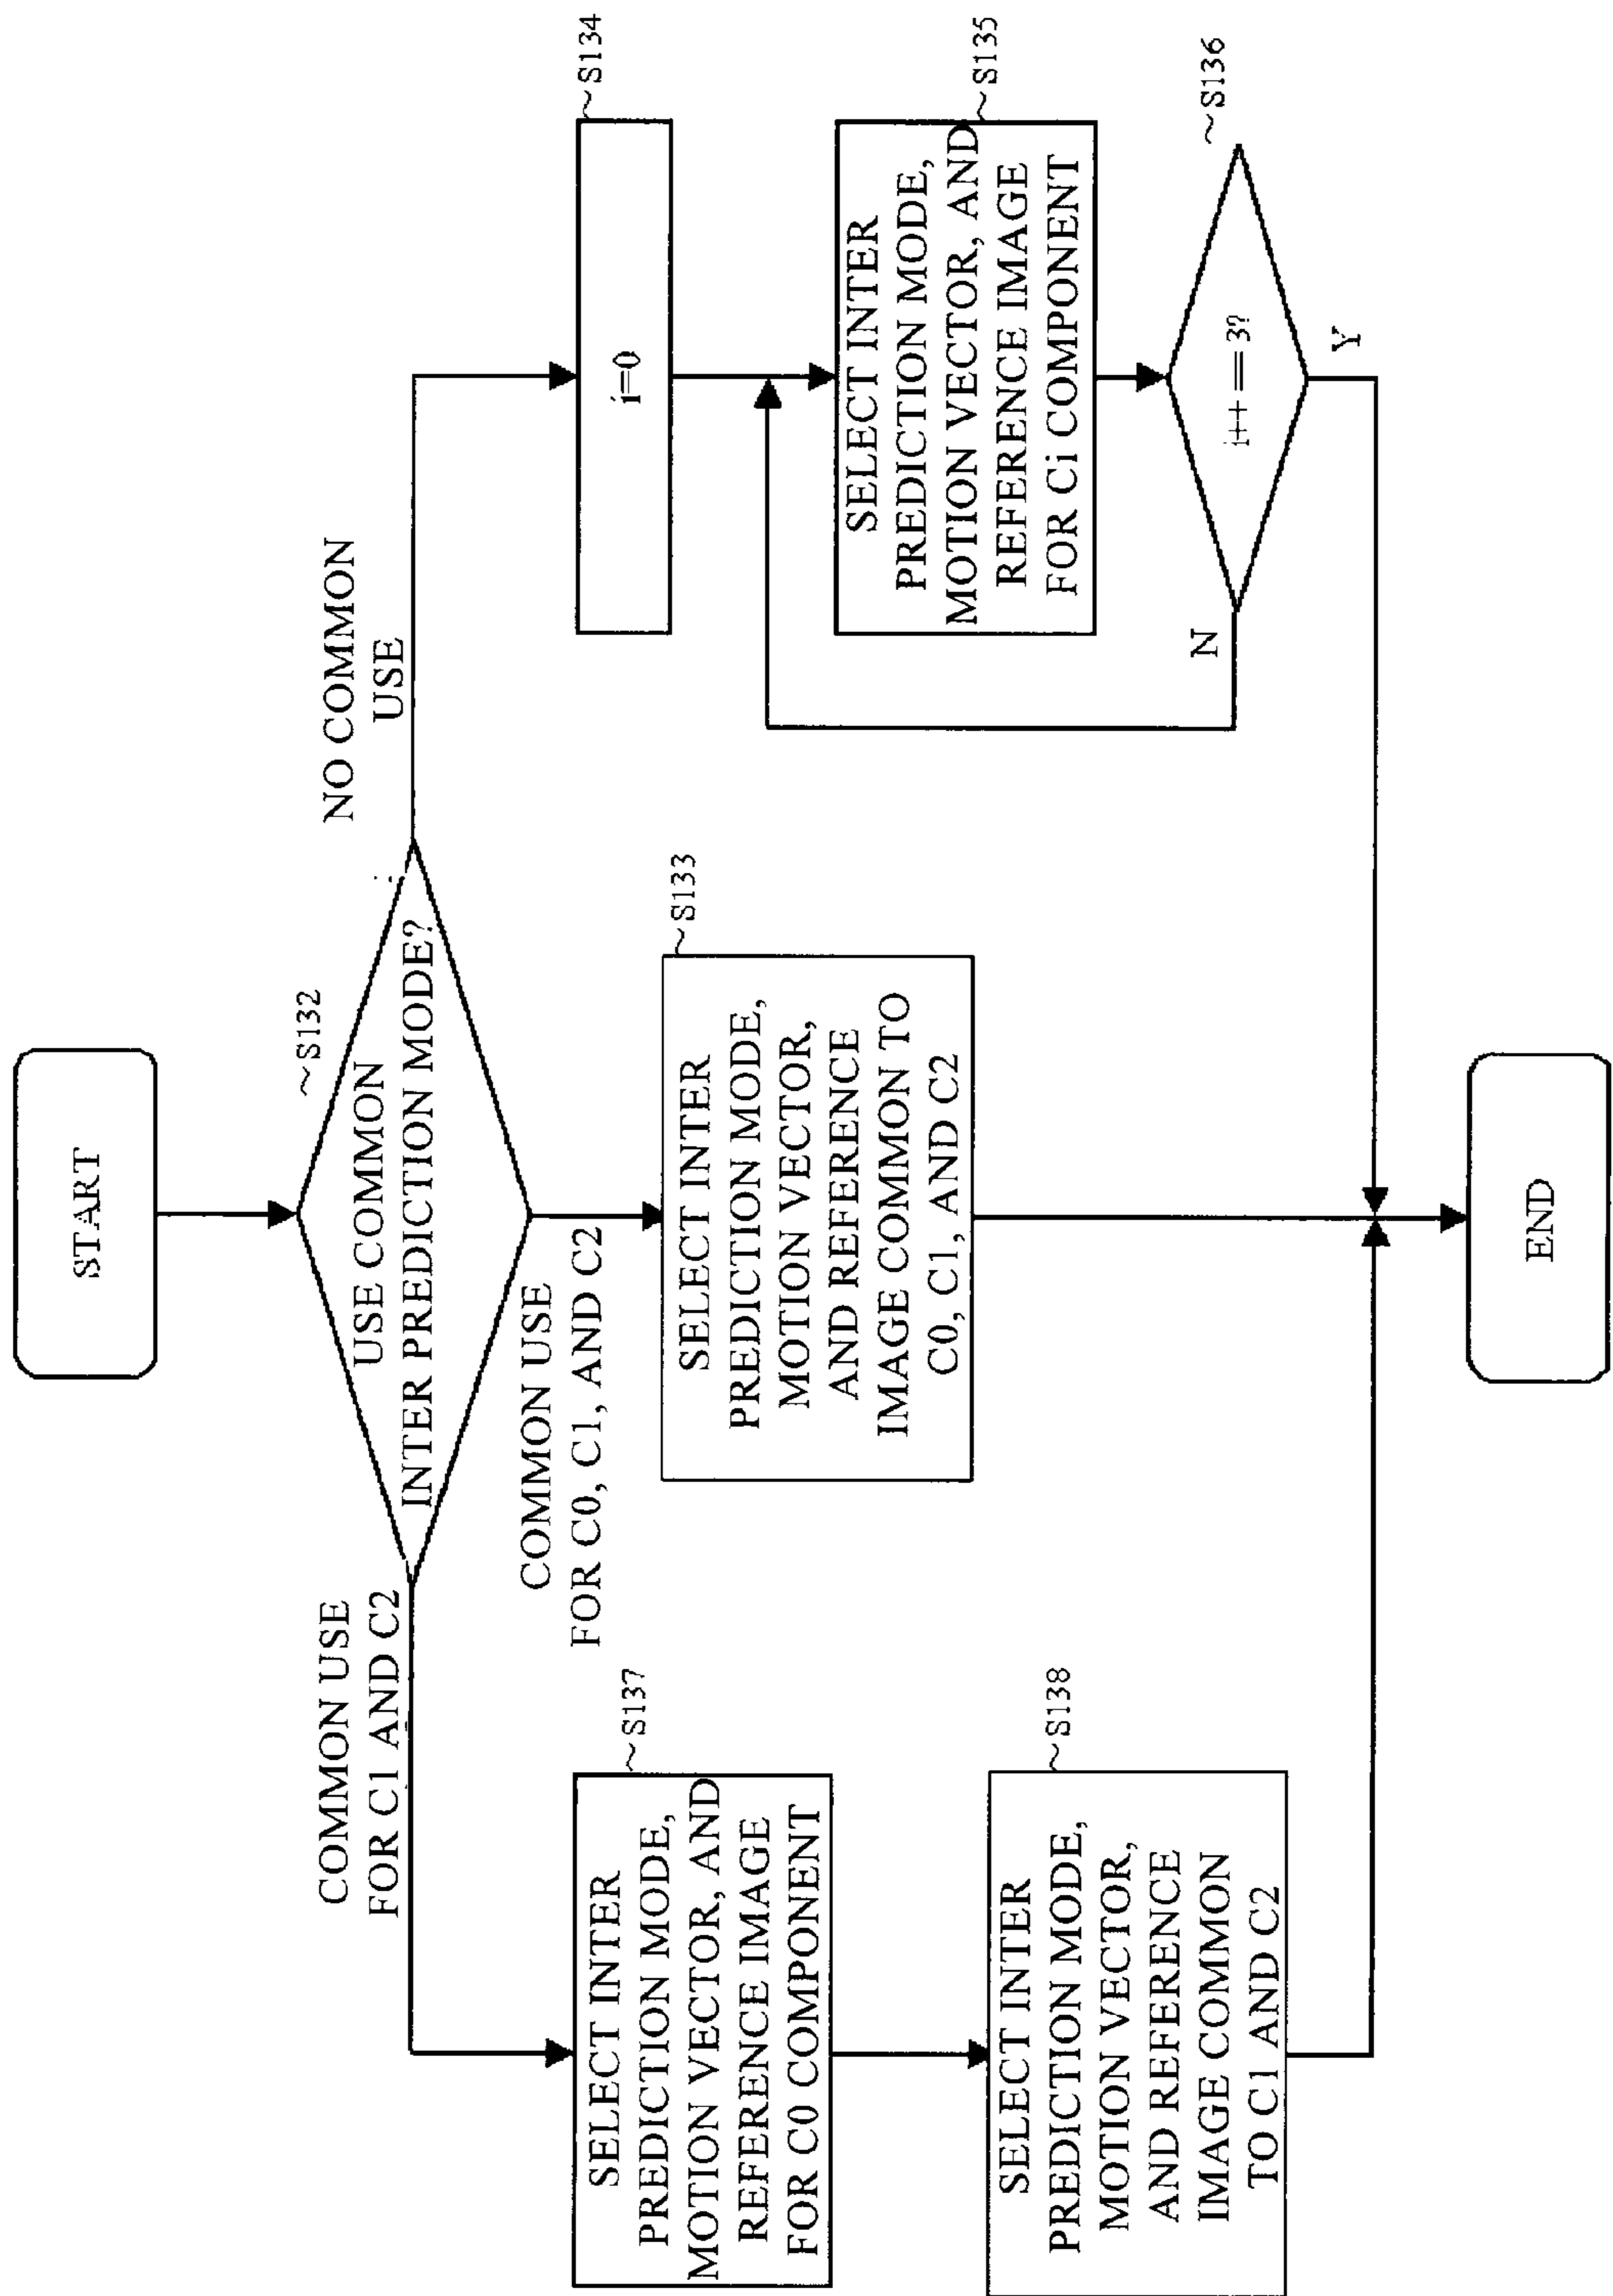 START
~S132
USE COMMON
INTER PREDICTION MODE?
COMMON USE
FOR C1 AND C2
COMMON USE
FOR C0, C1, AND C2
NO COMMON
USE
~S137
SELECT INTER
PREDICTION MODE,
MOTION VECTOR, AND
REFERENCE IMAGE
FOR C0 COMPONENT
~S138
SELECT INTER
PREDICTION MODE,
MOTION VECTOR,
AND REFERENCE
IMAGE COMMON
TO C1 AND C2
~S133
SELECT INTER
PREDICTION MODE,
MOTION VECTOR,
AND REFERENCE
IMAGE COMMON TO
C0, C1, AND C2
~S134
i=0
~S135
SELECT INTER
PREDICTION MODE,
MOTION VECTOR, AND
REFERENCE IMAGE
FOR Ci COMPONENT
~S136
i++ == 3?
N
Y
END